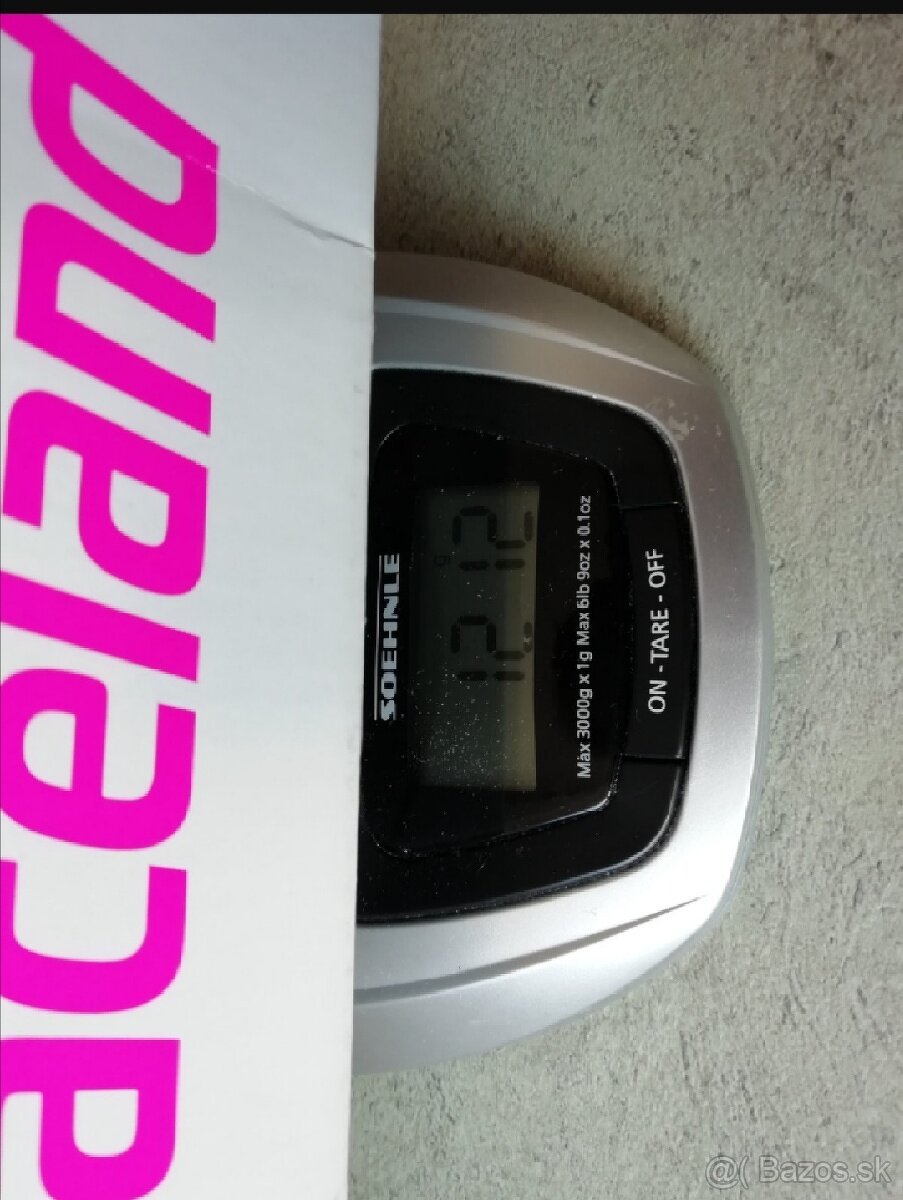 aceland
SOEHNLE
1212 g
Max 3000g x 1g Max 6lb 9oz x 0.1oz
ON - TARE - OFF
@( Bazos.sk